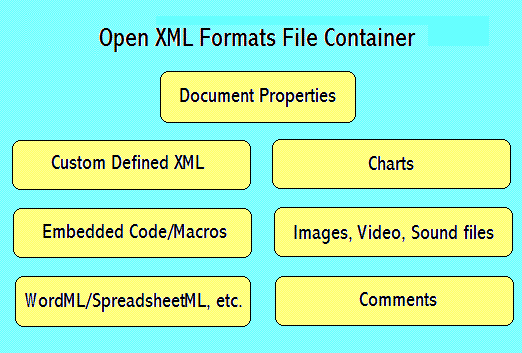 Open XML Formats File Container
Document Properties
Custom Defined XML
Charts
Embedded Code/Macros
Images, Video, Sound files
WordML/SpreadsheetML, etc.
Comments